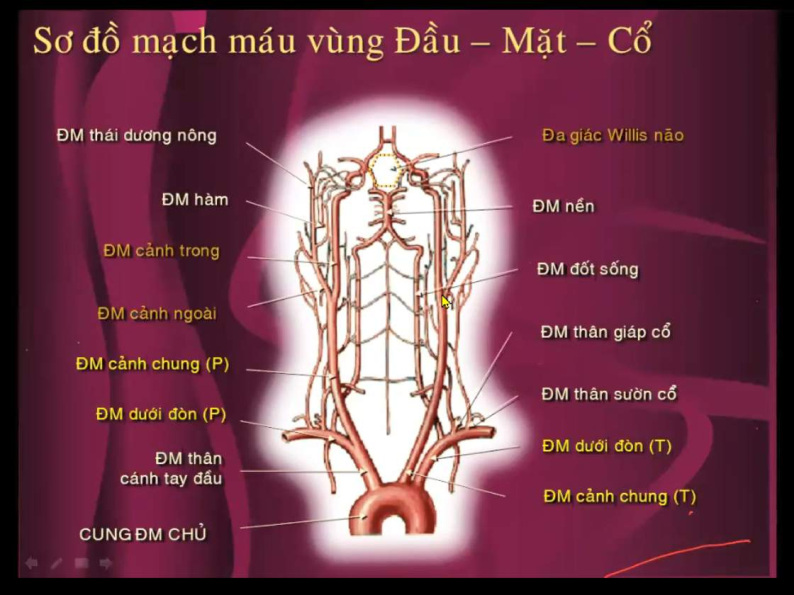 Sơ đồ mạch máu vùng Đầu – Mặt – Cổ
ĐM thái dương nông
ĐM hàm
ĐM cảnh trong
ĐM cảnh ngoài
ĐM cảnh chung (P)
ĐM dưới đòn (P)
ĐM thân
cánh tay đầu
CUNG ĐM CHỦ
Đa giác Willis não
ĐM nền
ĐM đốt sống
ĐM thân giáp cổ
ĐM thân sườn cổ
ĐM dưới đòn (T)
ĐM cảnh chung (T)